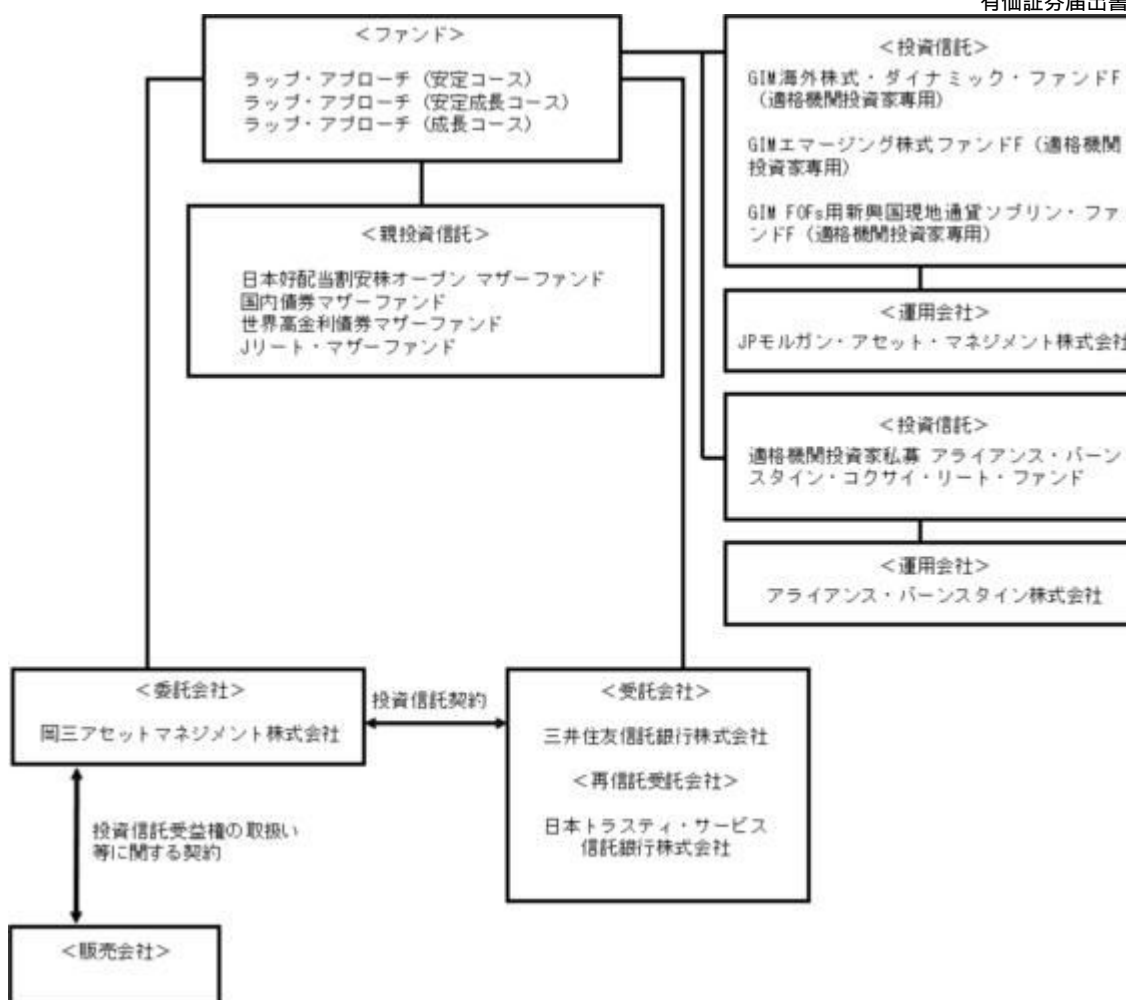 有価証券届出書
＜ファンド＞
ラップ・アプローチ（安定コース）
ラップ・アプローチ（安定成長コース）
ラップ・アプローチ（成長コース）
＜親投資信託＞
日本好配当割安株オープン マザーファンド
国内債券マザーファンド
世界高金利債券マザーファンド
Jリート・マザーファンド
＜投資信託＞
GIM海外株式・ダイナミック・ファンドF
（適格機関投資家専用）
GIMエマージング株式ファンドF（適格機関
投資家専用）
GIM FOFs用新興国現地通貨ソブリン・ファ
ンドF（適格機関投資家専用）
＜運用会社＞
JPモルガン・アセット・マネジメント株式会社
＜投資信託＞
適格機関投資家私募 アライアンス・バーン
スタイン・コクサイ・リート・ファンド
＜運用会社＞
アライアンス・バーンスタイン株式会社
＜委託会社＞
岡三アセットマネジメント株式会社
投資信託契約
＜受託会社＞
三井住友信託銀行株式会社
＜再信託受託会社＞
日本トラスティ・サービス
信託銀行株式会社
投資信託受益権の取扱い
等に関する契約
＜販売会社＞